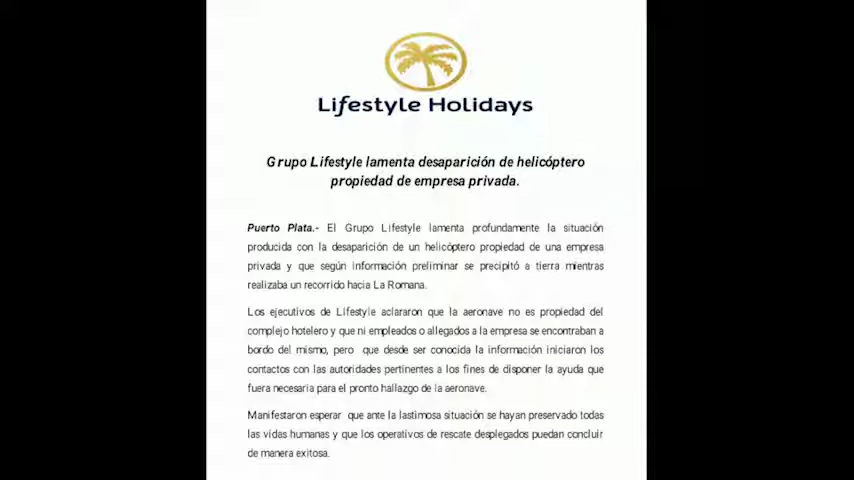 Lifestyle Holidays
Grupo Lifestyle lamenta desaparición de helicóptero
propiedad de empresa privada.
Puerto Plata.- El Grupo Lifestyle lamenta profundamente la situación
producida con la desaparición de un helicóptero propiedad de una empresa
privada y que según información preliminar se precipitó a tierra mientras
realizaba un recorrido hacia La Romana.
Los ejecutivos de Lifestyle aclararon que la aeronave no es propiedad del
complejo hotelero y que ni empleados o allegados a la empresa se encontraban a
bordo del mismo, pero que desde ser conocida la información iniciaron los
contactos con las autoridades pertinentes a los fines de disponer la ayuda que
fuera necesaria para el pronto hallazgo de la aeronave.
Manifestaron esperar que ante la lastimosa situación se hayan preservado todas
las vidas humanas y que los operativos de rescate desplegados puedan concluir
de manera exitosa.